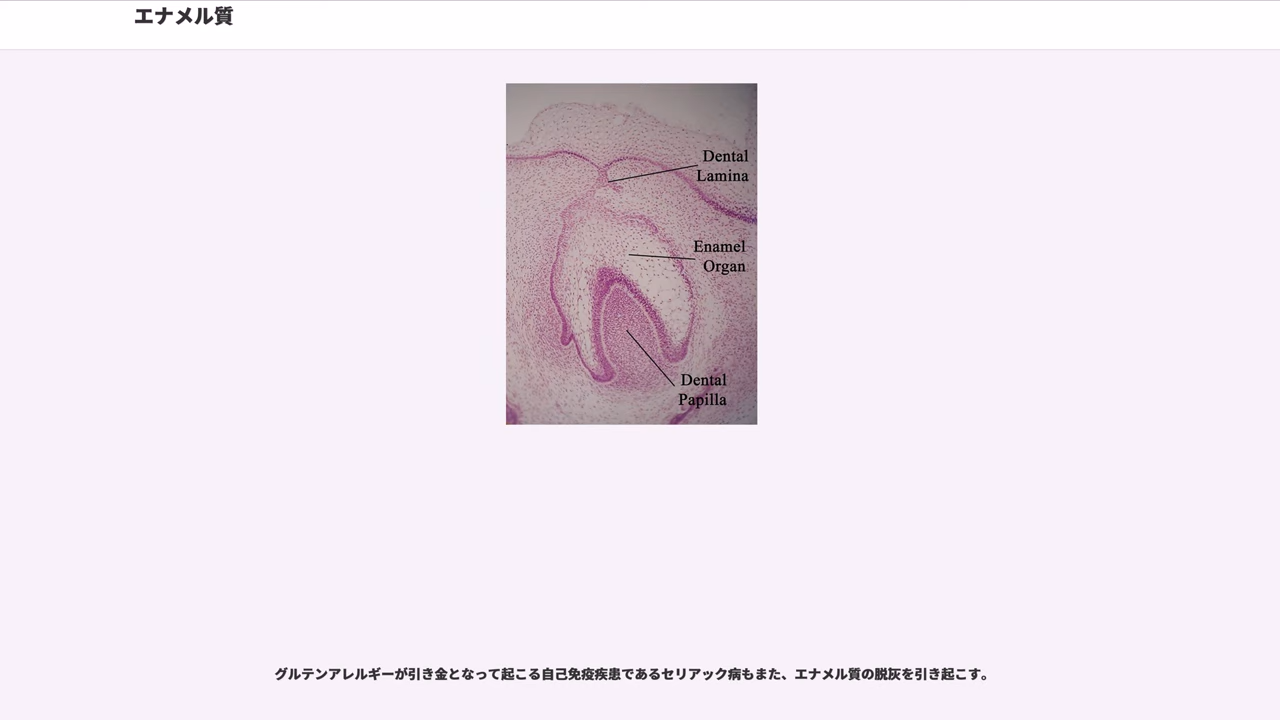 エナメル質
Dental
Lamina
Enamel
Organ
Dental
Papilla
グルテンアレルギーが引き金となって起こる自己免疫疾患であるセリアック病もまた、エナメル質の脱灰を引き起こす。